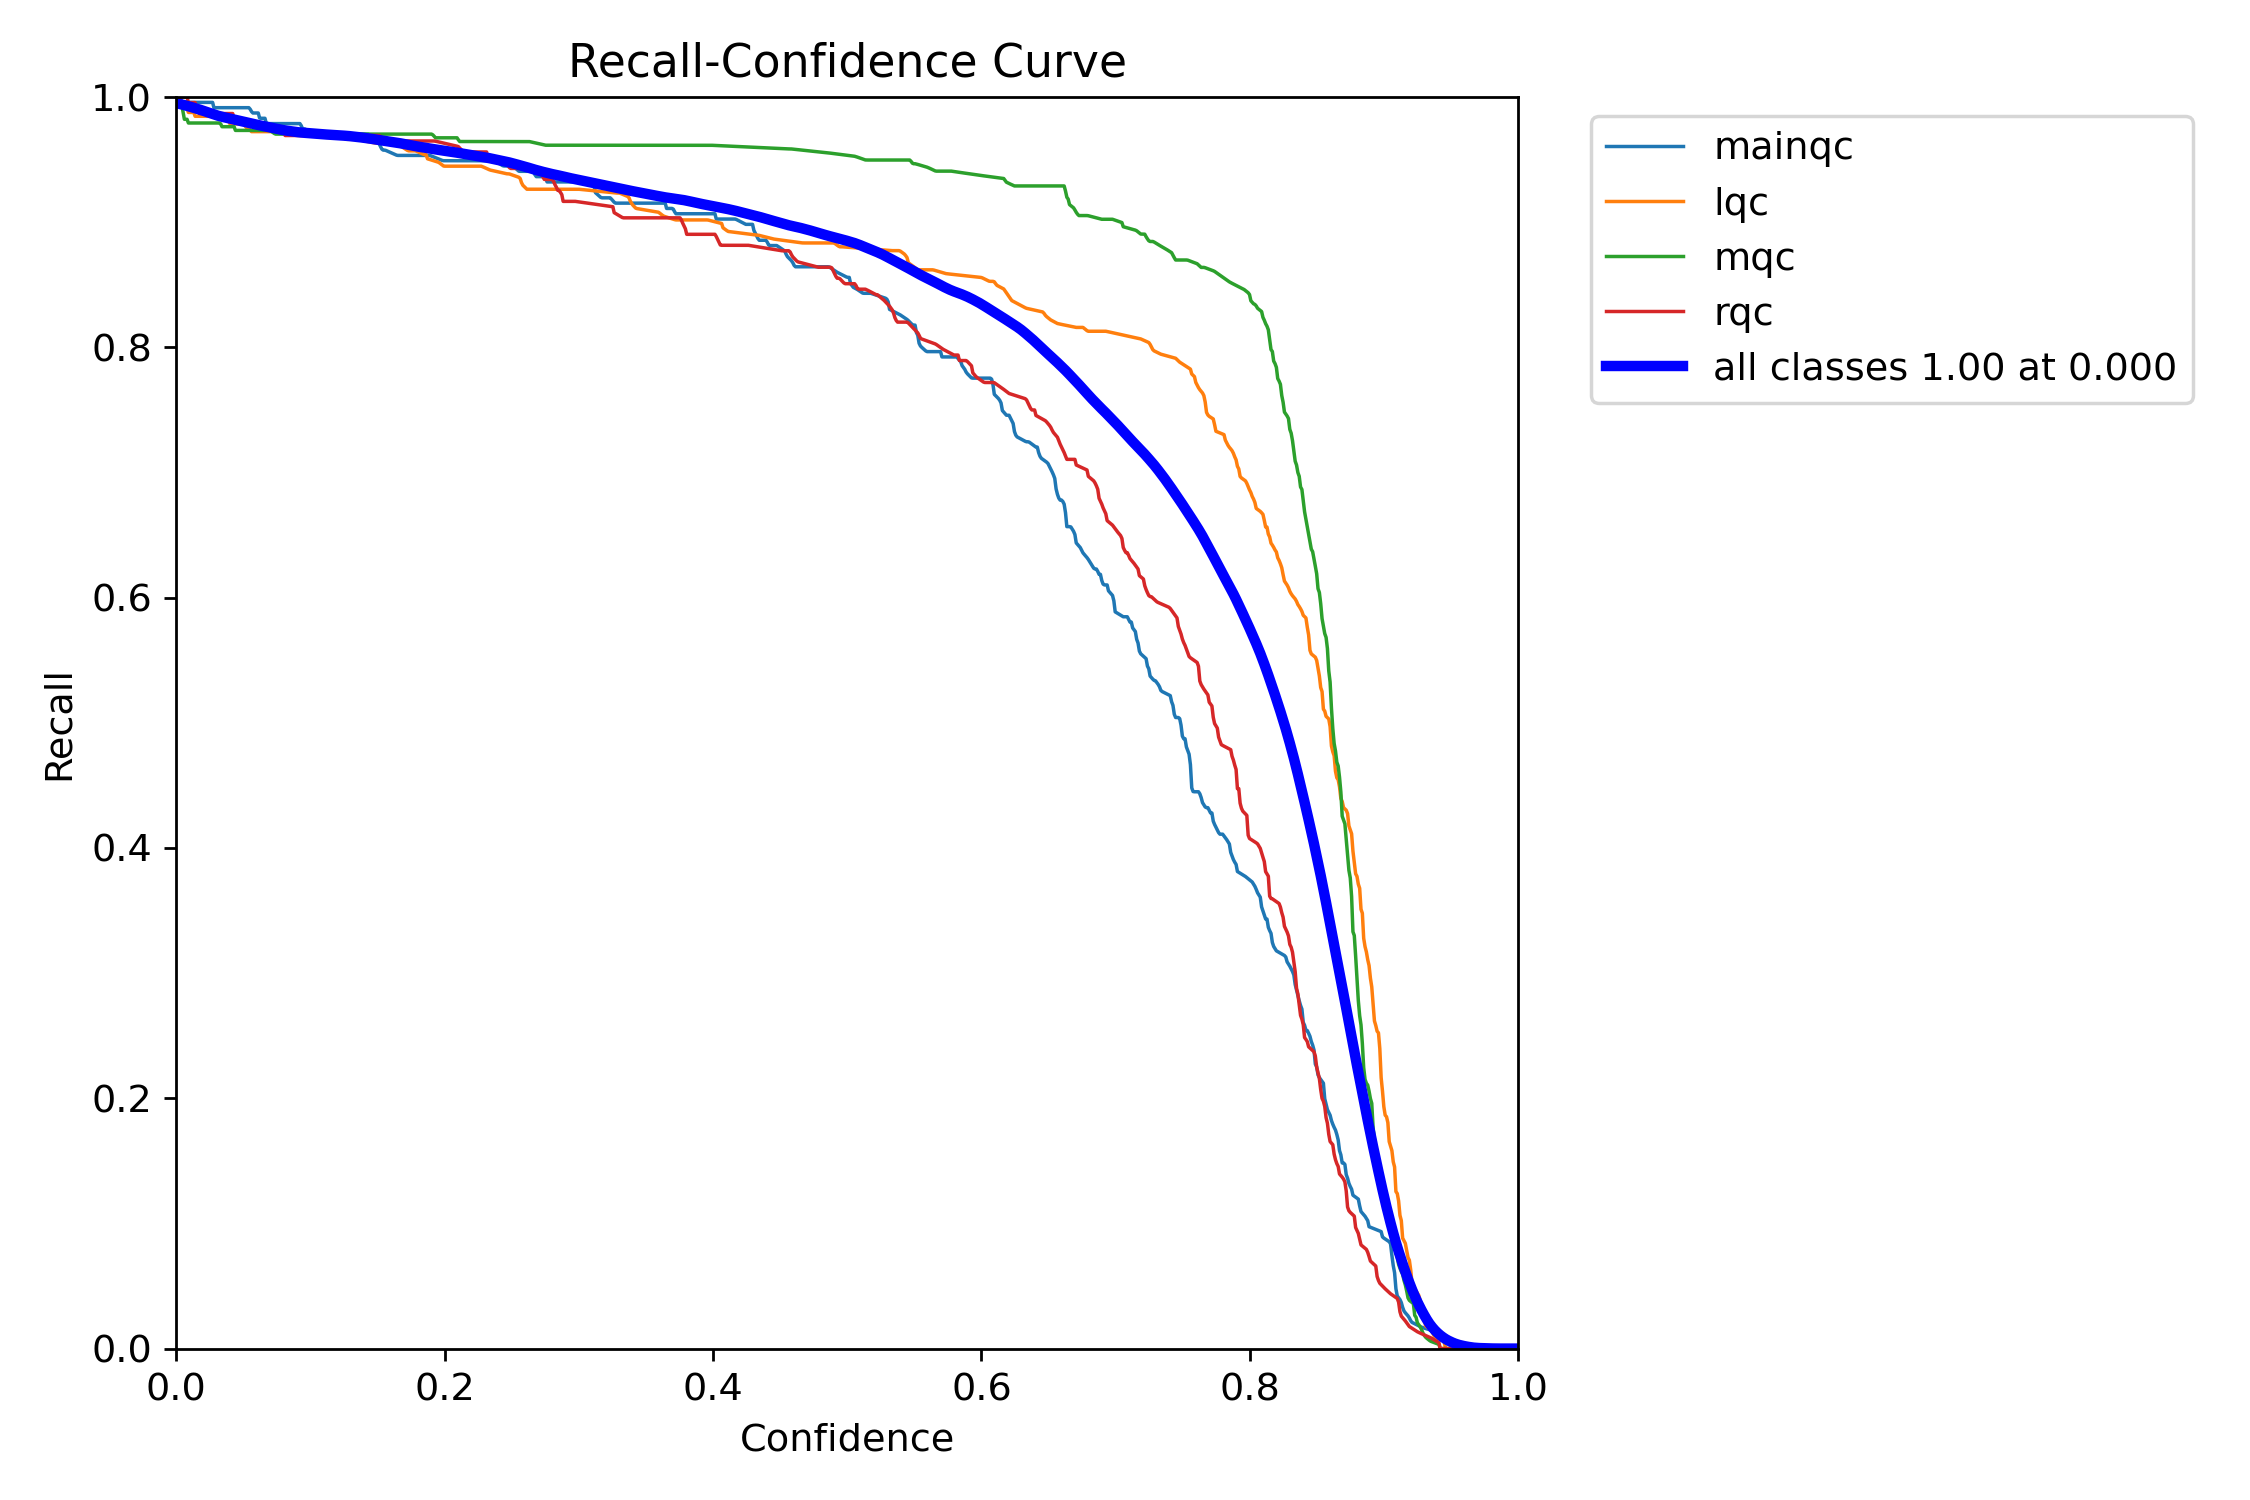 Recall-Confidence Curve
1.0
0.8
0.6
0.4
0.2
0.0
Recall
0.0 0.2 0.4 0.6 0.8 1.0
Confidence
mainqc
lqc
mqc
rqc
all classes 1.00 at 0.000